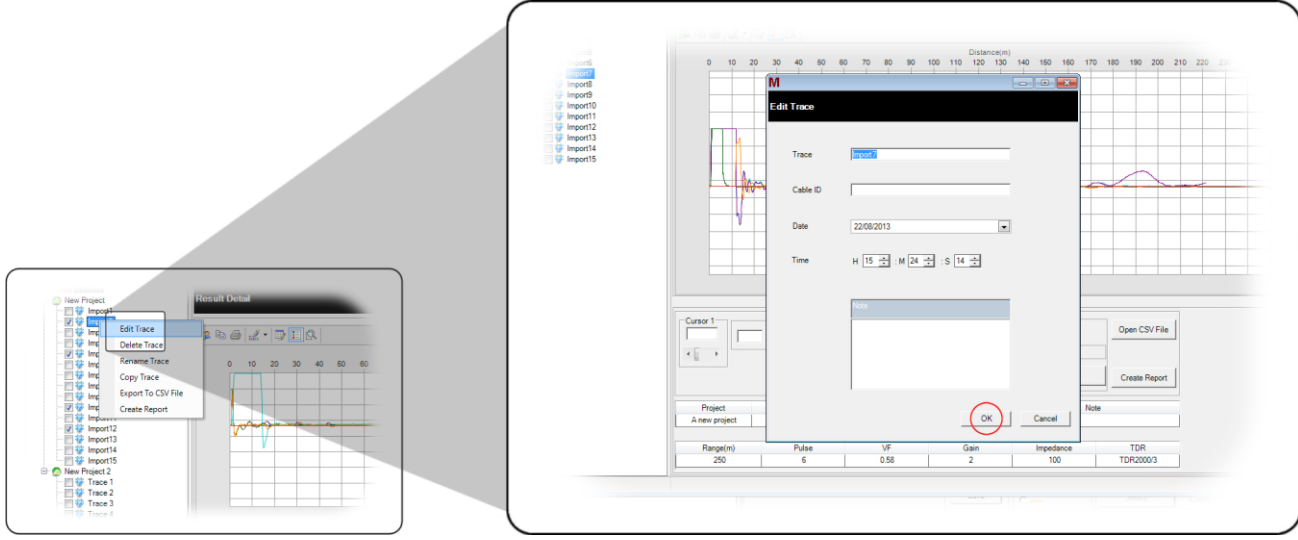 New Project
Import1
Import12
Import13
Import14
Import15
New Project 2
Trace 1
Trace 2
Trace 3
Trace 4
Edit Trace
Delete Trace
Rename Trace
Copy Trace
Export To CSV File
Create Report
Result Detail
0 10 20 30 40 50 60
Import6
Import7
Import8
Import9
Import10
Import11
Import12
Import13
Import14
Import15
Distance(m)
0 10 20 30 40 50 60 70 80 90 100 110 120 130 140 150 160 170 180 190 200 210 220
M
Edit Trace
Trace Import7
Cable ID
Date 22/08/2013
Time H 15 : M 24 : S 14
Note
OK Cancel
Cursor 1
Open CSV File
Create Report
Project Note
A new project
Range(m) Pulse VF Gain Impedance TDR
250 6 0.58 2 100 TDR2000/3